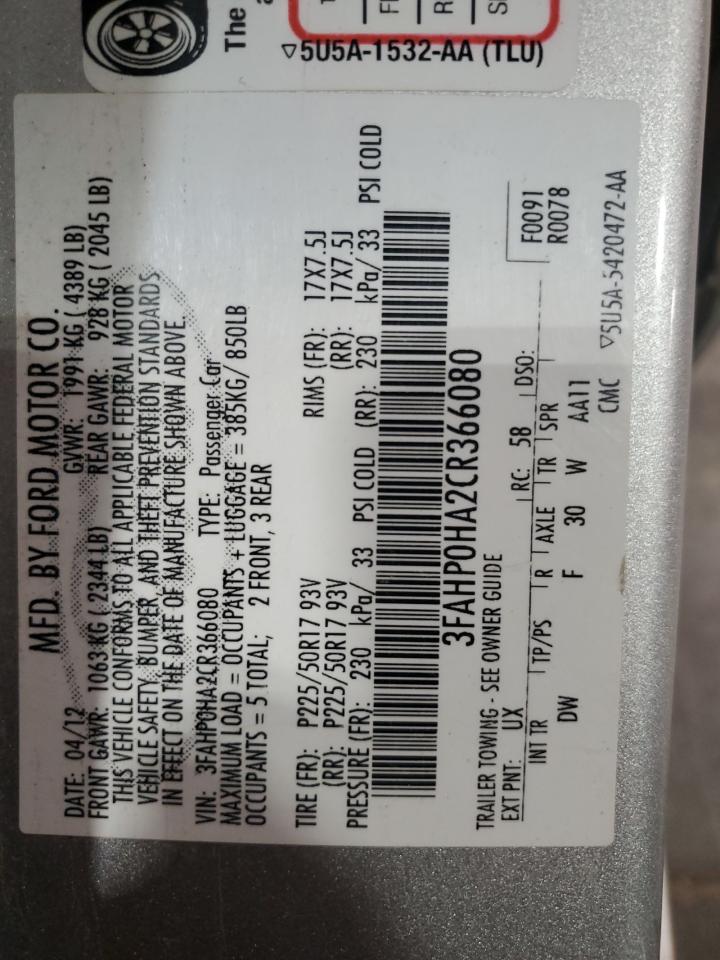 The
5U5A-1532-AA (TLU)
MFD. BY FORD MOTOR CO.
DATE: 04/12 GVWR: 1991 KG ( 4389 LB)
FRONT GAWR: 1063 KG ( 2344 LB) REAR GAWR: 928 KG ( 2045 LB)
THIS VEHICLE CONFORMS TO ALL APPLICABLE FEDERAL MOTOR
VEHICLE SAFETY, BUMPER, AND THEFT PREVENTION STANDARDS
IN EFFECT ON THE DATE OF MANUFACTURE SHOWN ABOVE.
VIN: 3FAHP0HA2CR366080 TYPE: Passenger Car
MAXIMUM LOAD = OCCUPANTS + LUGGAGE = 385KG/ 850LB
OCCUPANTS = 5 TOTAL; 2 FRONT, 3 REAR
TIRE (FR): P225/50R17 93V RIMS (FR): 17X7.5J
(RR): P225/50R17 93V (RR): 17X7.5J
PRESSURE (FR): 230 kPa/ 33 PSI COLD (RR): 230 kPa/ 33 PSI COLD
3FAHP0HA2CR366080
TRAILER TOWING - SEE OWNER GUIDE
F0091
R0078
EXT PNT: UX RC: 58 DSO:
INT TR TP/PS R AXLE TR SPR
DW F 30 W AA11
CMC 5U5A-5420472-AA